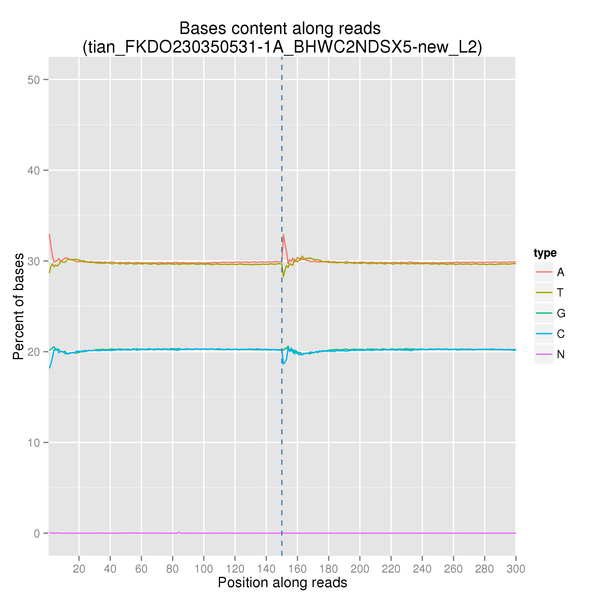 Bases content along reads
(tian_FKDO230350531-1A_BHWC2NDSX5-new_L2)
50
40
30
20
10
0
Percent of bases
20 40 60 80 100 120 140 160 180 200 220 240 260 280 300
Position along reads
type
A
T
G
C
N